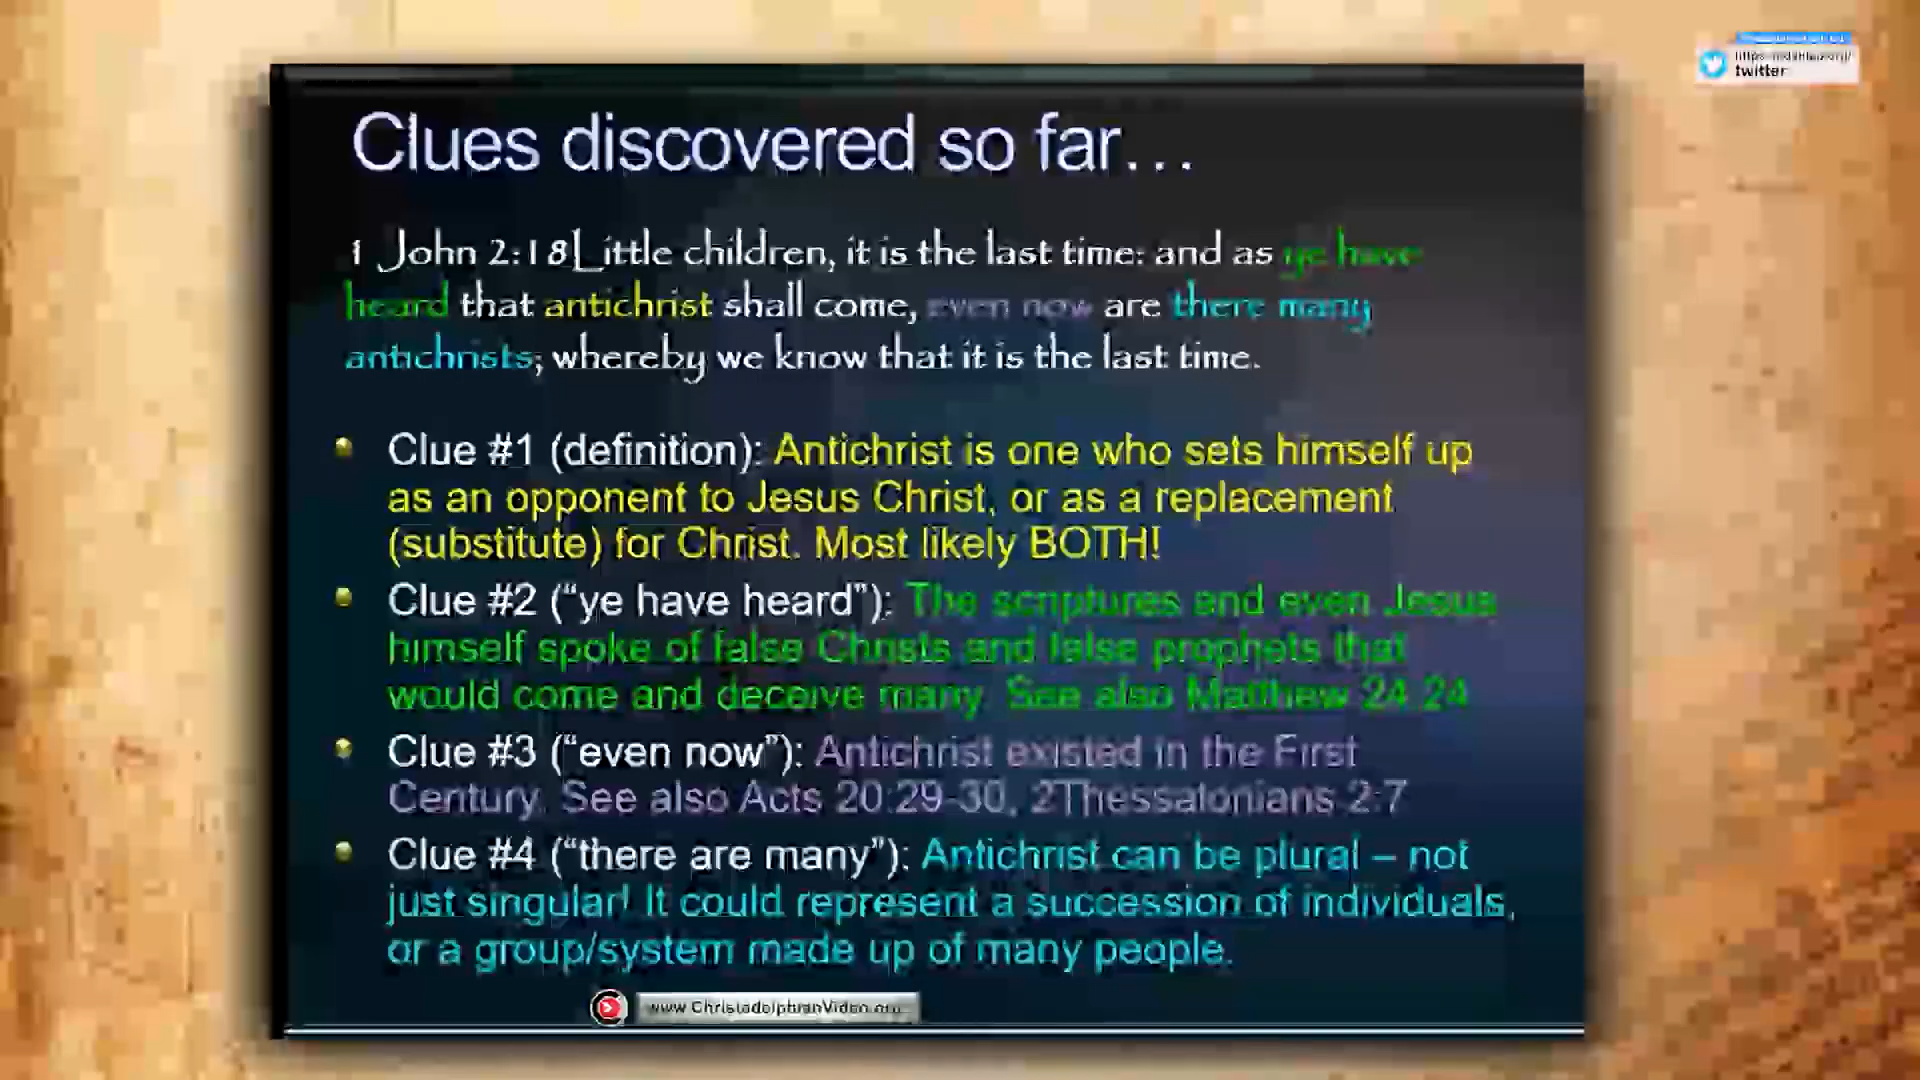 twitter
Clues discovered so far…
1 John 2:18Little children, it is the last time: and as ye have
heard that antichrist shall come, even now are there many
antichrists; whereby we know that it is the last time.
Clue #1 (definition): Antichrist is one who sets himself up
as an opponent to Jesus Christ, or as a replacement
(substitute) for Christ. Most likely BOTH!
Clue #2 (“ye have heard”): The scriptures and even Jesus
himself spoke of false Christs and false prophets that
would come and deceive many. See also Matthew 24:24
Clue #3 (“even now”): Antichrist existed in the First
Century. See also Acts 20:29-30, 2Thessalonians 2:7
Clue #4 (“there are many”): Antichrist can be plural – not
just singular! It could represent a succession of individuals,
or a group/system made up of many people.
www.ChristadelphianVideo.org